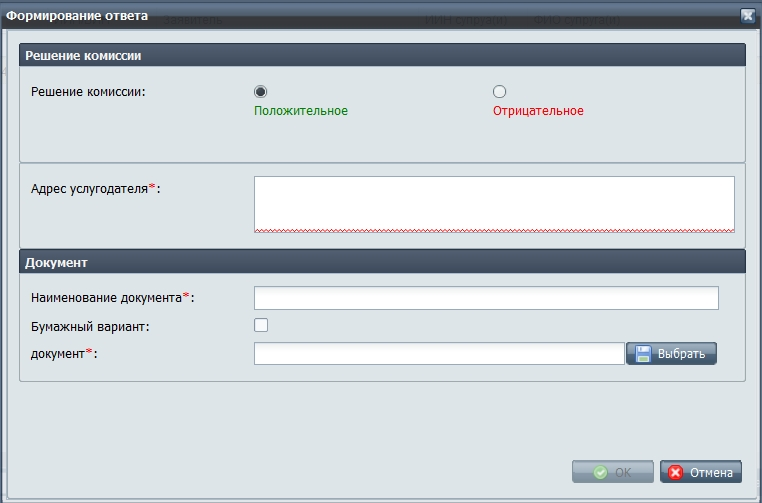 Формирование ответа
Решение комиссии
Решение комиссии:
Положительное
Отрицательное
Адрес услугодателя*:
Документ
Наименование документа*:
Бумажный вариант:
документ*:
Выбрать
OK
Отмена